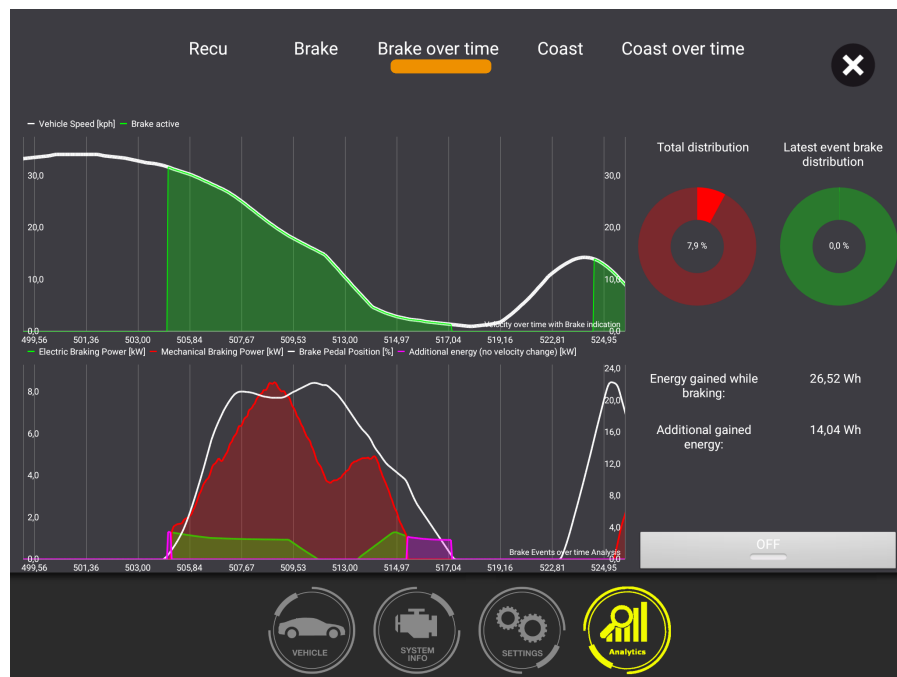 Recu Brake Brake over time Coast Coast over time
Vehicle Speed [kph] Brake active
30,0 30,0
20,0 20,0
10,0 10,0
0,0 0,0
Velocity over time with Brake indication
499,56 501,36 503,00 505,84 507,67 509,53 513,00 514,97 517,04 519,16 522,81 524,95
Electric Braking Power [kW] Mechanical Braking Power [kW] Brake Pedal Position [%] Additional energy (no velocity change) [kW]
24,0
8,0 20,0
6,0 16,0
12,0
4,0
8,0
2,0 4,0
0,0 0,0
Brake Events over time Analysis
499,56 501,36 503,00 505,84 507,67 509,53 513,00 514,97 517,04 519,16 522,81 524,95
Total distribution
7,9 %
Latest event brake
distribution
0,0 %
Energy gained while
braking:
26,52 Wh
Additional gained
energy:
14,04 Wh
OFF
VEHICLE
SYSTEM
INFO
SETTINGS
Analytics